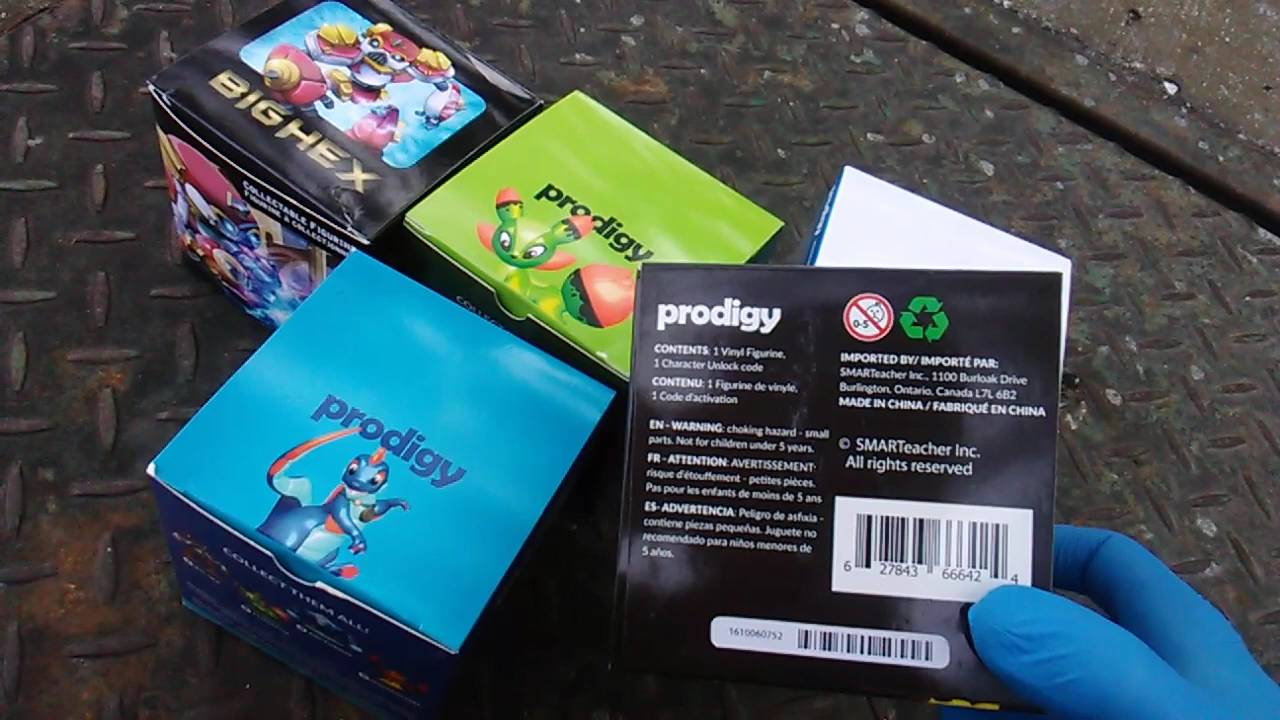 BIGHEX
COLLECTABLE FIGURINE
FIGURINE À COLLECTIONNER
prodigy
prodigy
COLLECT THEM ALL!
prodigy
CONTENTS: 1 Vinyl Figurine,
1 Character Unlock code
CONTENU: 1 Figurine de vinyle,
1 Code d'activation
EN - WARNING: choking hazard - small
parts. Not for children under 5 years.
FR - ATTENTION: AVERTISSEMENT:
risque d'étouffement - petites pièces.
Pas pour les enfants de moins de 5 ans
ES- ADVERTENCIA: Peligro de asfixia -
contiene piezas pequeñas. Juguete no
recomendado para niños menores de
5 años.
0-5
IMPORTED BY/ IMPORTÉ PAR:
SMARTeacher Inc., 1100 Burloak Drive
Burlington, Ontario, Canada L7L 6B2
MADE IN CHINA / FABRIQUÉ EN CHINA
© SMARTeacher Inc.
All rights reserved
6 27843 66642 4
1610060752